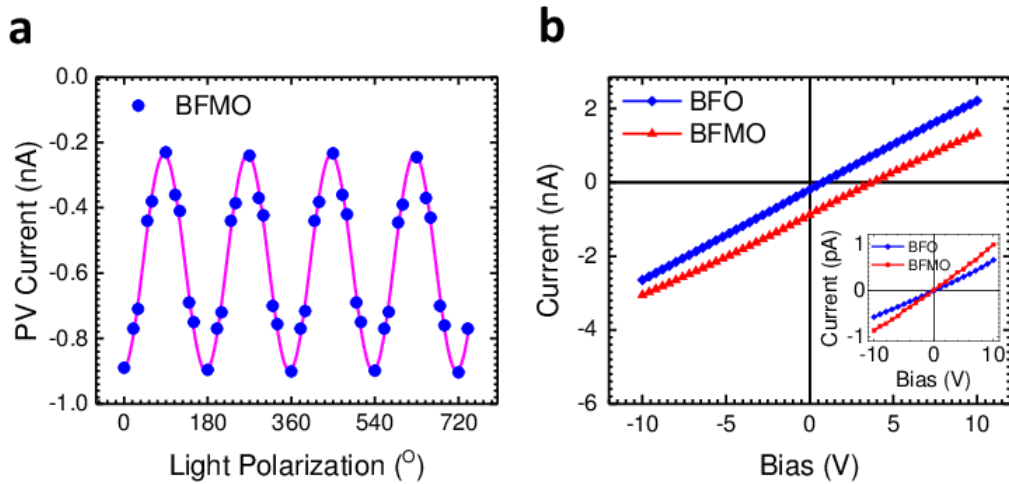 a
0.0
-0.2
-0.4
-0.6
-0.8
-1.0
PV Current (nA)
BFMO
0 180 360 540 720
Light Polarization (O)
b
2
0
-2
-4
-6
Current (nA)
BFO
BFMO
-10 -5 0 5 10
Bias (V)
1
0
-1
Current (pA)
BFO
BFMO
-10 0 10
Bias (V)